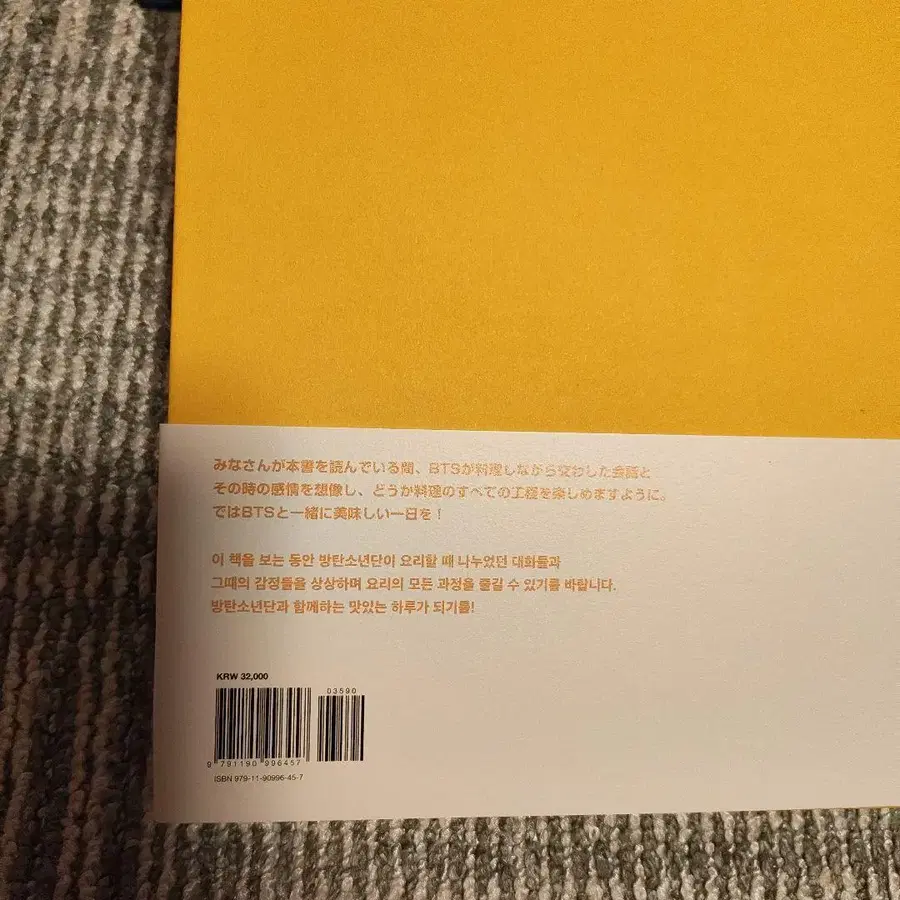 みなさんが本書を読んでいる間、BTSが料理しながら交わした会話と
その時の感情を想像し、どうか料理のすべての工程を楽しめますように。
ではBTSと一緒に美味しい一日を！
이 책을 보는 동안 방탄소년단이 요리할 때 나누었던 대화들과
그때의 감정들을 상상하며 요리의 모든 과정을 즐길 수 있기를 바랍니다.
방탄소년단과 함께하는 맛있는 하루가 되기를!
KRW 32,000
03590
9 791190 996457
ISBN 979-11-90996-45-7